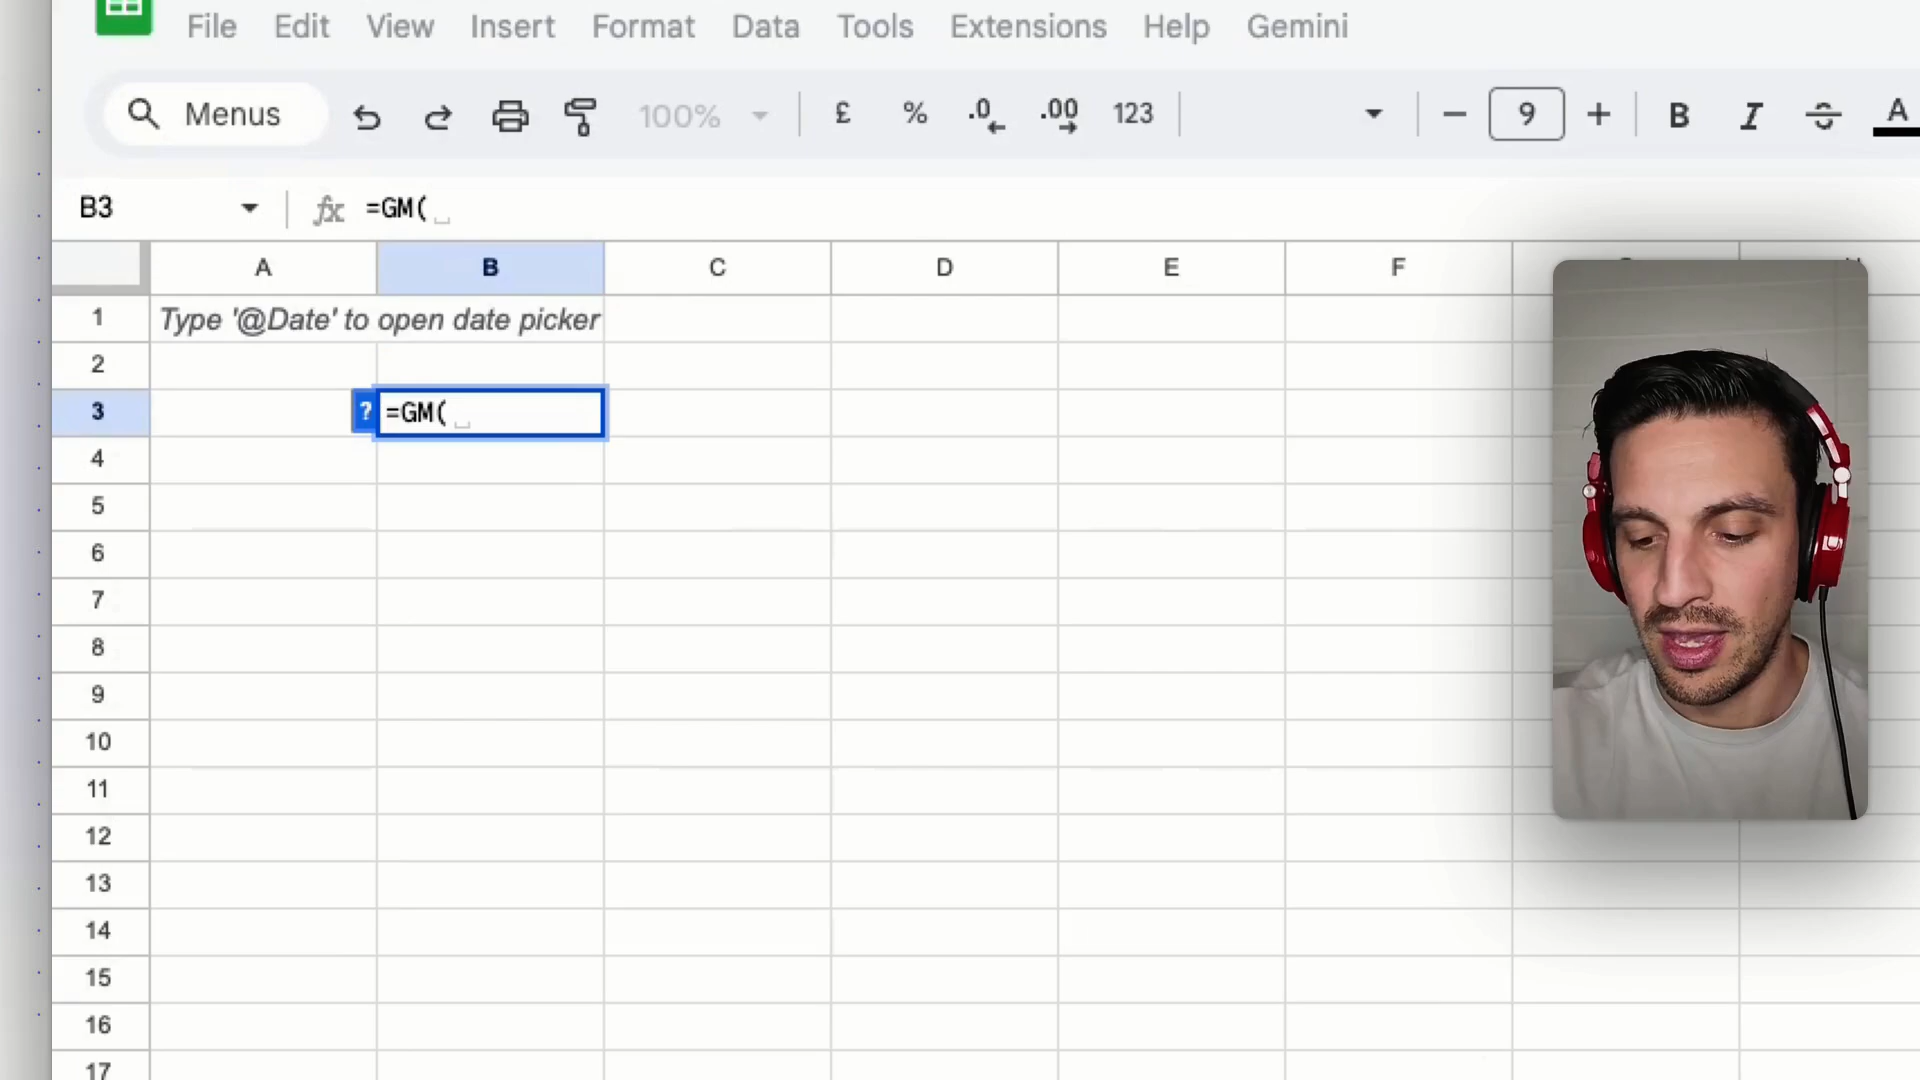 File Edit View Insert Format Data Tools Extensions Help Gemini
Menus 100% £ % .0 .00 123 9 B I S A
B3 fx =GM(
A B C D E F
1 Type '@Date' to open date picker
2
3 ? =GM(
4
5
6
7
8
9
10
11
12
13
14
15
16
17